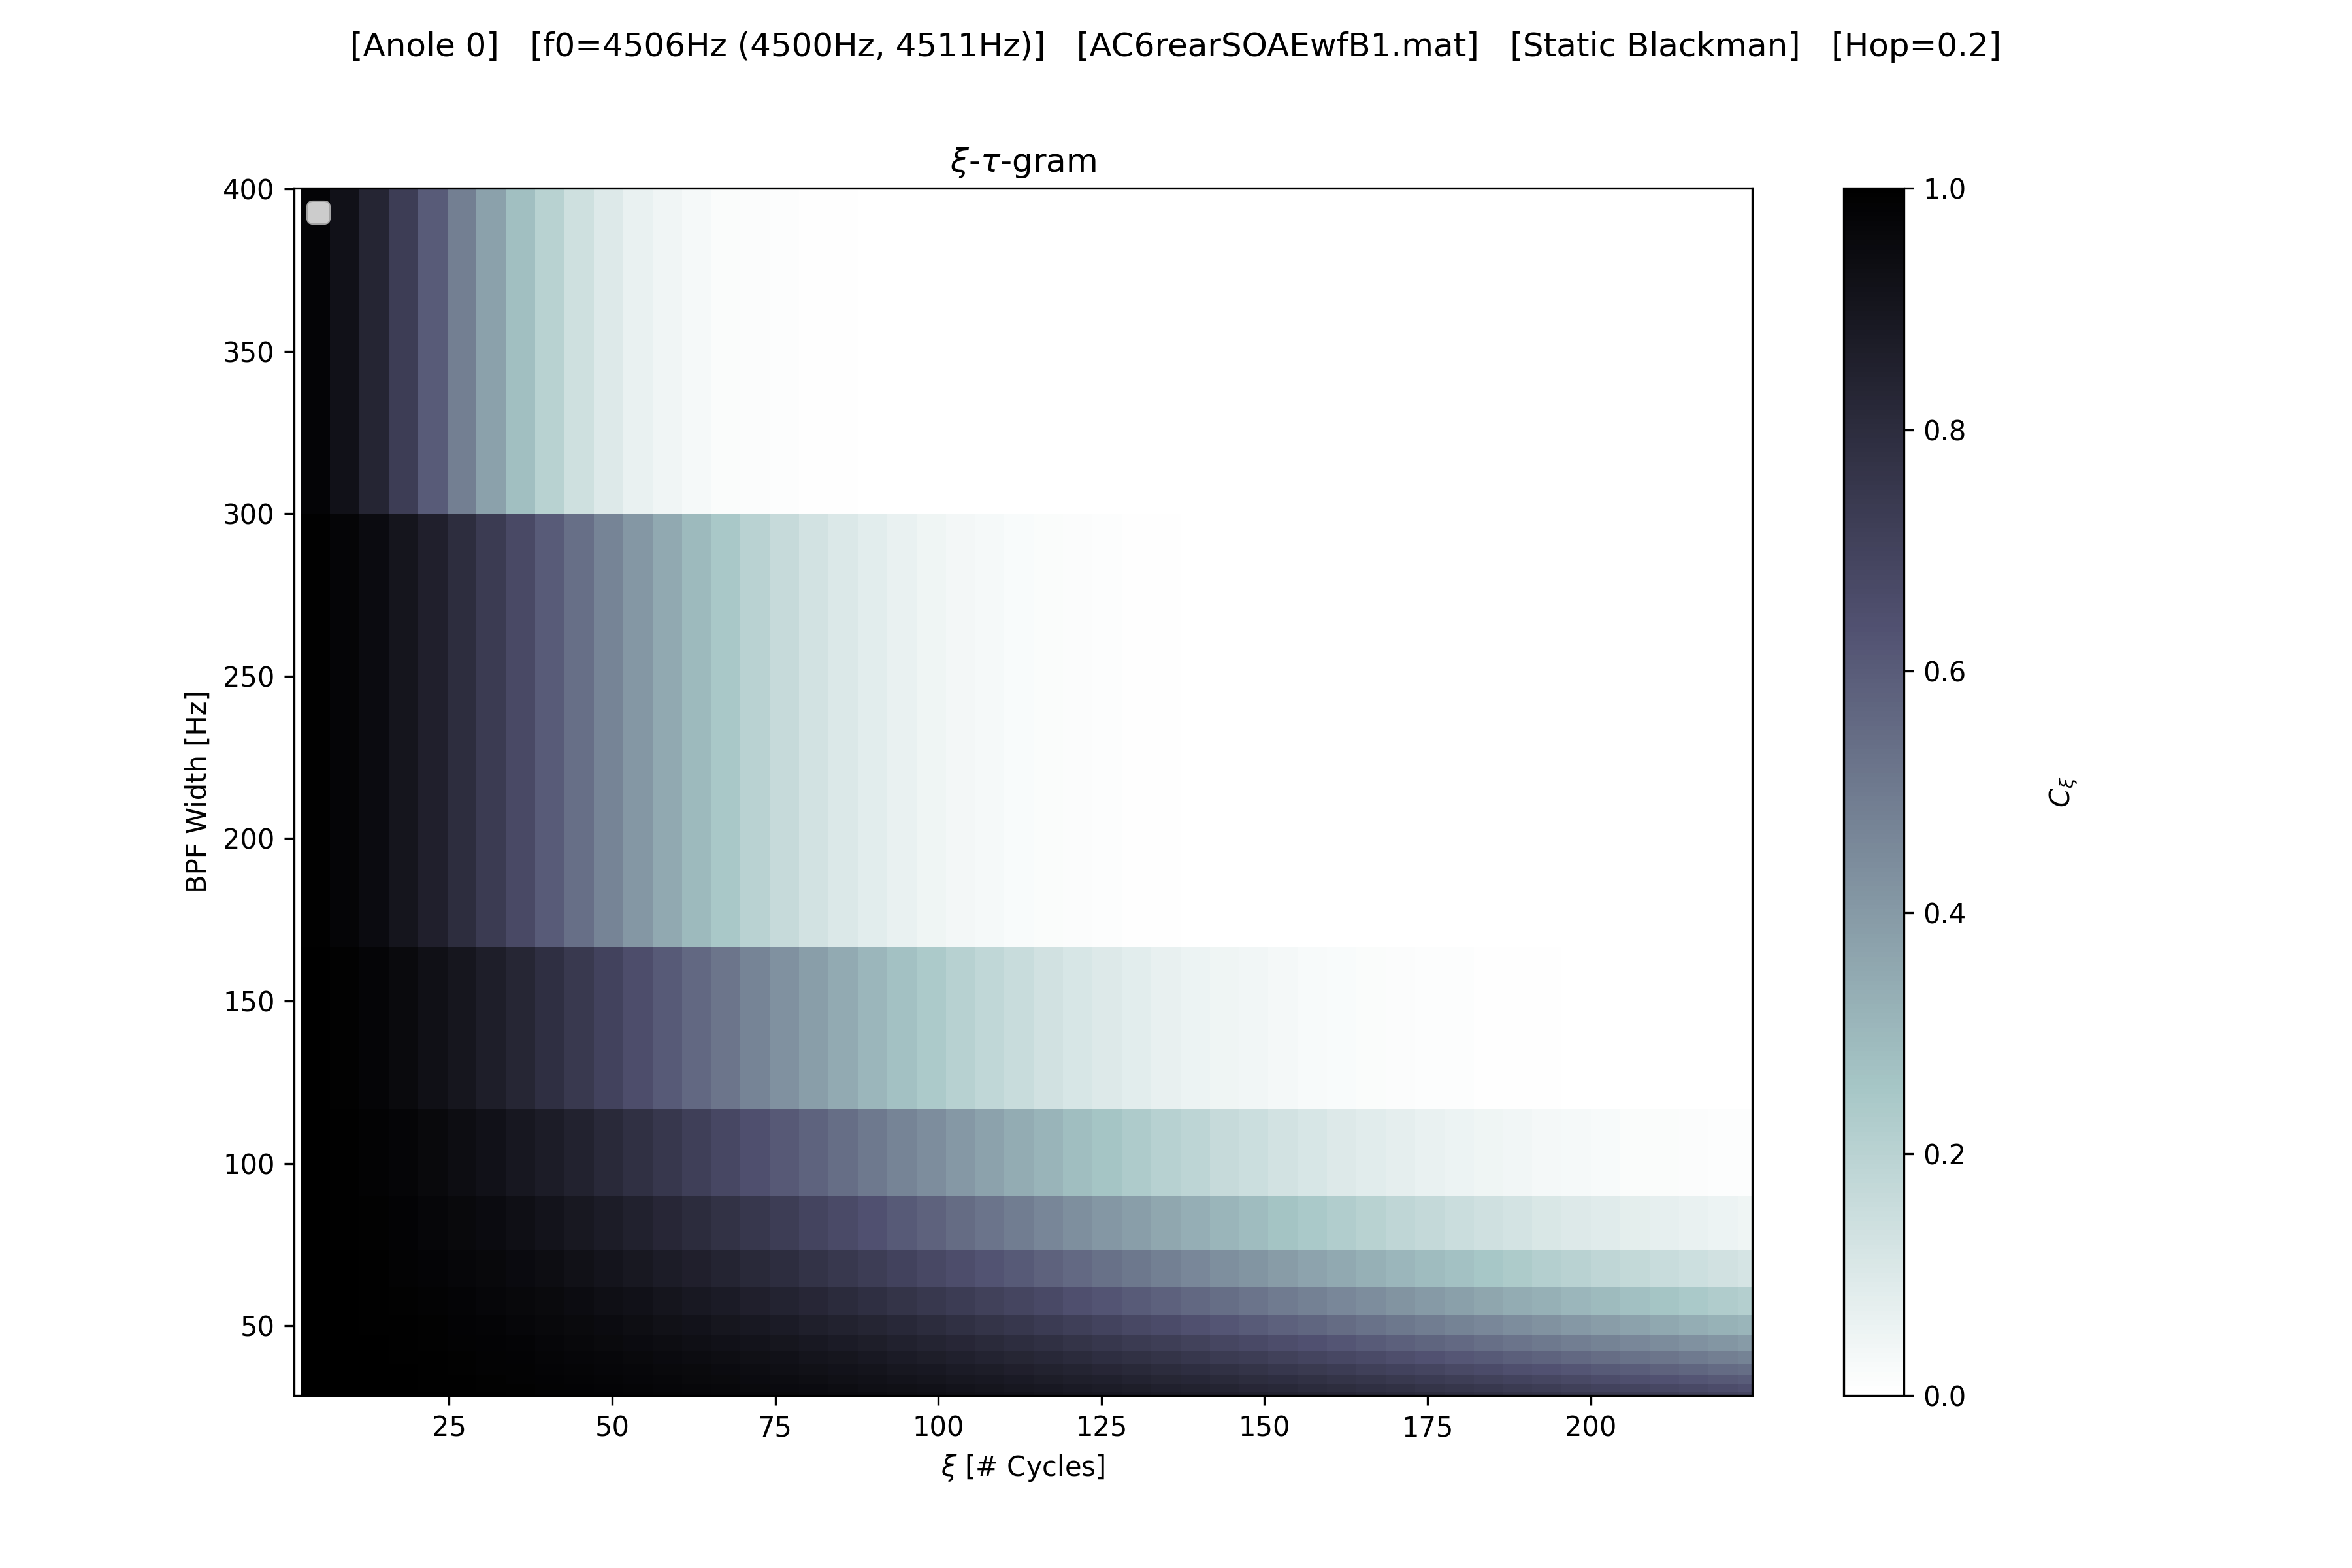 [Anole 0]   [f0=4506Hz (4500Hz, 4511Hz)]   [AC6rearSOAEwfB1.mat]   [Static Blackman]   [Hop=0.2]
ξ-τ-gram
BPF Width [Hz]
400
350
300
250
200
150
100
50
25 50 75 100 125 150 175 200
ξ [# Cycles]
1.0
0.8
0.6
0.4
0.2
0.0
Cξ